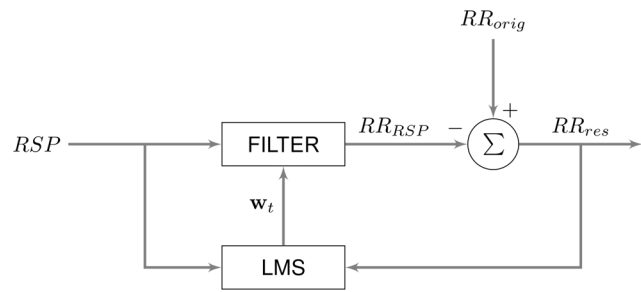 RR_orig
+
RSP
FILTER
RR_RSP
−
Σ
RR_res
w_t
LMS